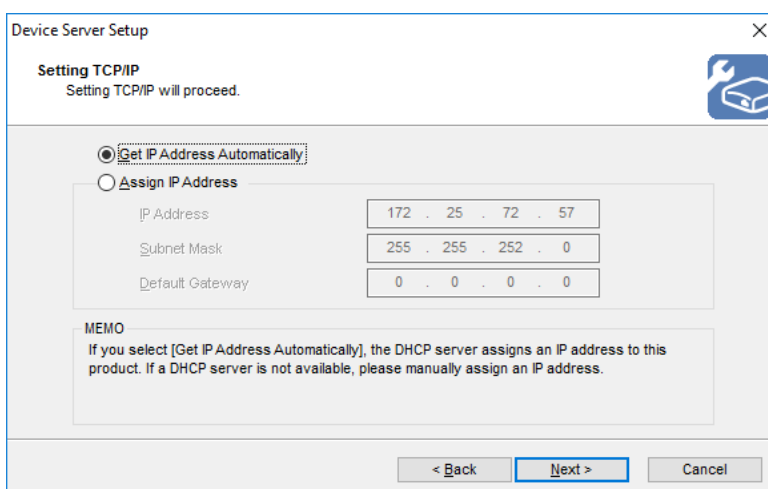 Device Server Setup
Setting TCP/IP
Setting TCP/IP will proceed.
Get IP Address Automatically
Assign IP Address
IP Address 172 . 25 . 72 . 57
Subnet Mask 255 . 255 . 252 . 0
Default Gateway 0 . 0 . 0 . 0
MEMO
If you select [Get IP Address Automatically], the DHCP server assigns an IP address to this
product. If a DHCP server is not available, please manually assign an IP address.
< Back Next > Cancel